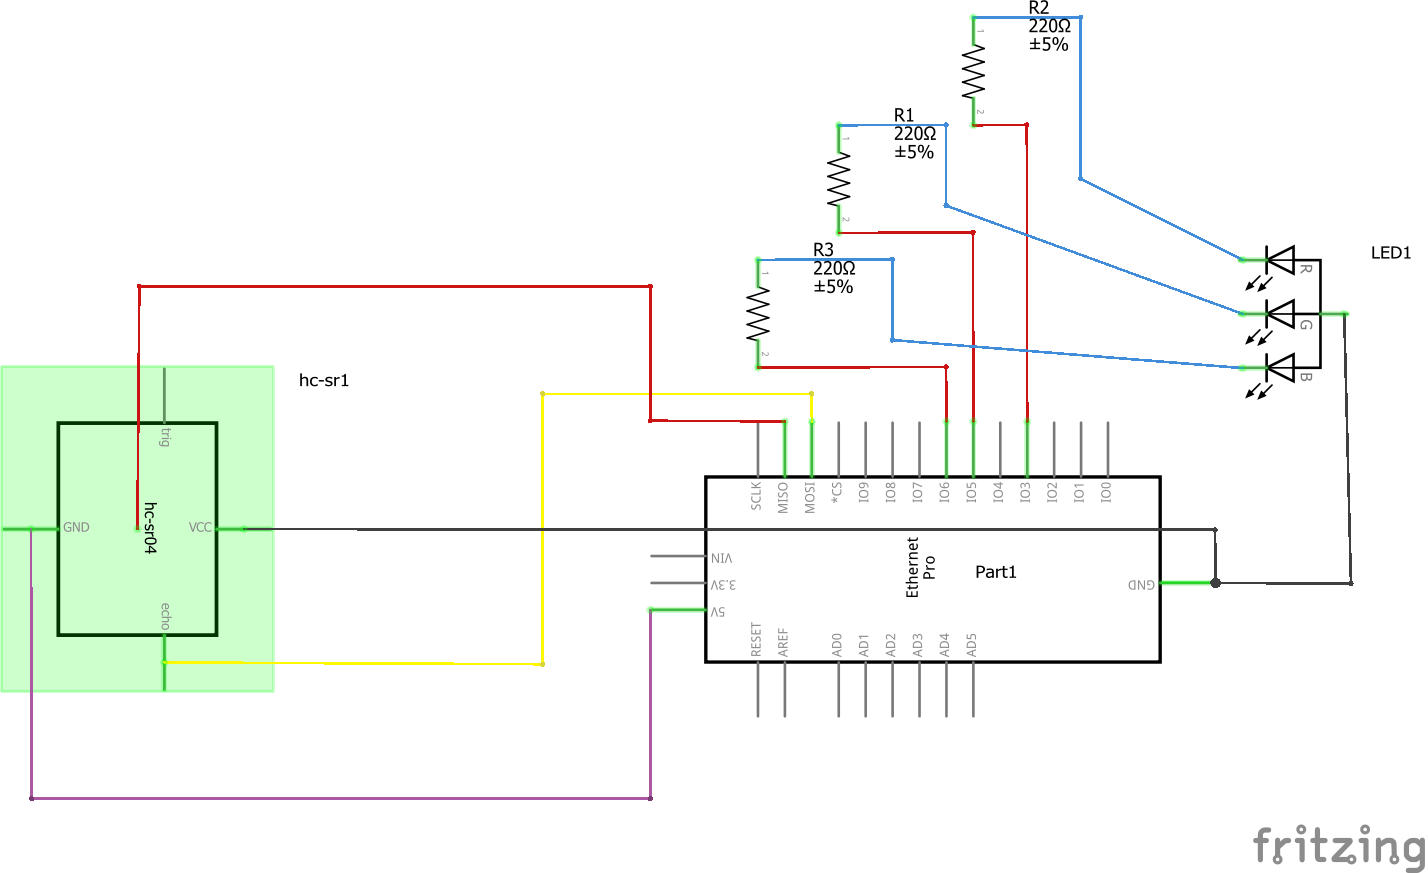 R2
220Ω
±5%
1
2
R1
220Ω
±5%
1
2
R3
220Ω
±5%
1
2
LED1
R
G
B
hc-sr1
trig
GND
hc-sr04
VCC
echo
SCLK
MISO
MOSI
*CS
IO9
IO8
IO7
IO6
IO5
IO4
IO3
IO2
IO1
IO0
VIN
3.3V
5V
Ethernet
Pro
Part1
GND
RESET
AREF
AD0
AD1
AD2
AD3
AD4
AD5
fritzing